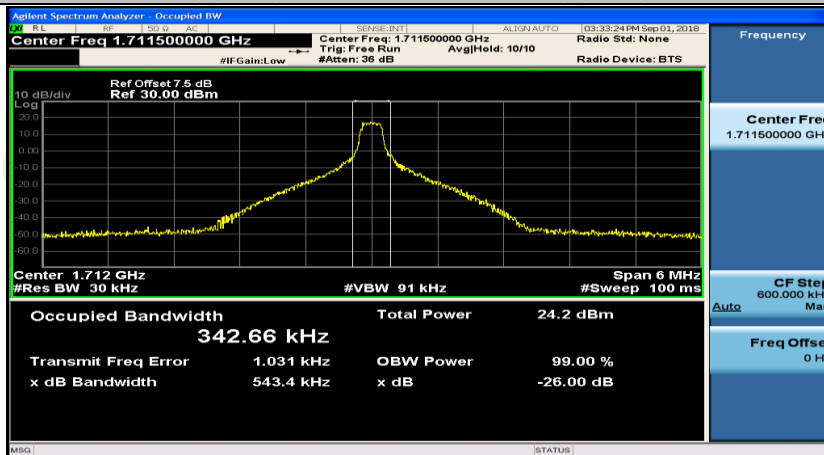 Agilent Spectrum Analyzer - Occupied BW
LXI RL RF 50 Ω AC SENSE:INT ALIGN AUTO 03:33:24 PM Sep 01, 2018
Center Freq 1.711500000 GHz Center Freq: 1.711500000 GHz Radio Std: None Frequency
Trig: Free Run Avg|Hold: 10/10
#IFGain:Low #Atten: 36 dB Radio Device: BTS
Ref Offset 7.5 dB
10 dB/div Ref 30.00 dBm
Log
20.0
10.0
0.00
-10.0
-20.0
-30.0
-40.0
-50.0
-60.0
Center Fre
1.711500000 GH
Center 1.712 GHz Span 6 MHz
#Res BW 30 kHz #VBW 91 kHz #Sweep 100 ms
CF Step
600.000 kH
Auto Ma
Occupied Bandwidth Total Power 24.2 dBm
342.66 kHz
Freq Offse
0 H
Transmit Freq Error 1.031 kHz OBW Power 99.00 %
x dB Bandwidth 543.4 kHz x dB -26.00 dB
MSG STATUS